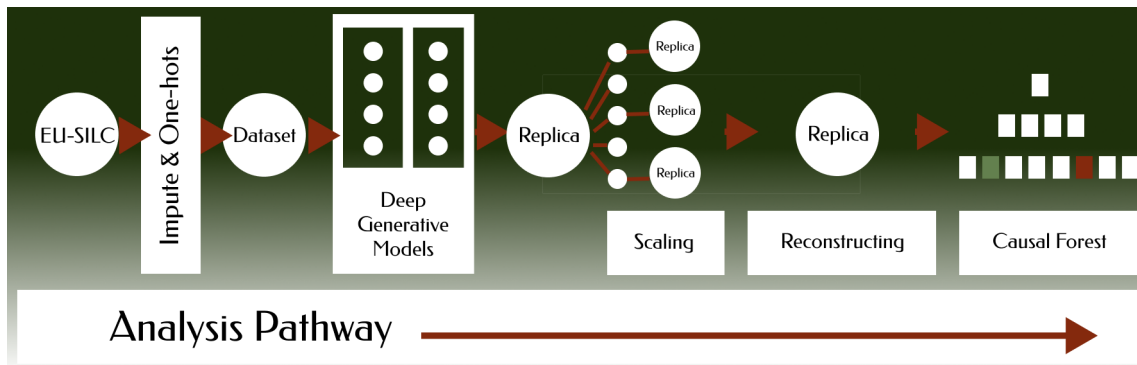 EU-SILC
Impute & One-hots
Dataset
Deep
Generative
Models
Replica
Replica
Replica
Replica
Scaling
Replica
Reconstructing
Causal Forest
Analysis Pathway